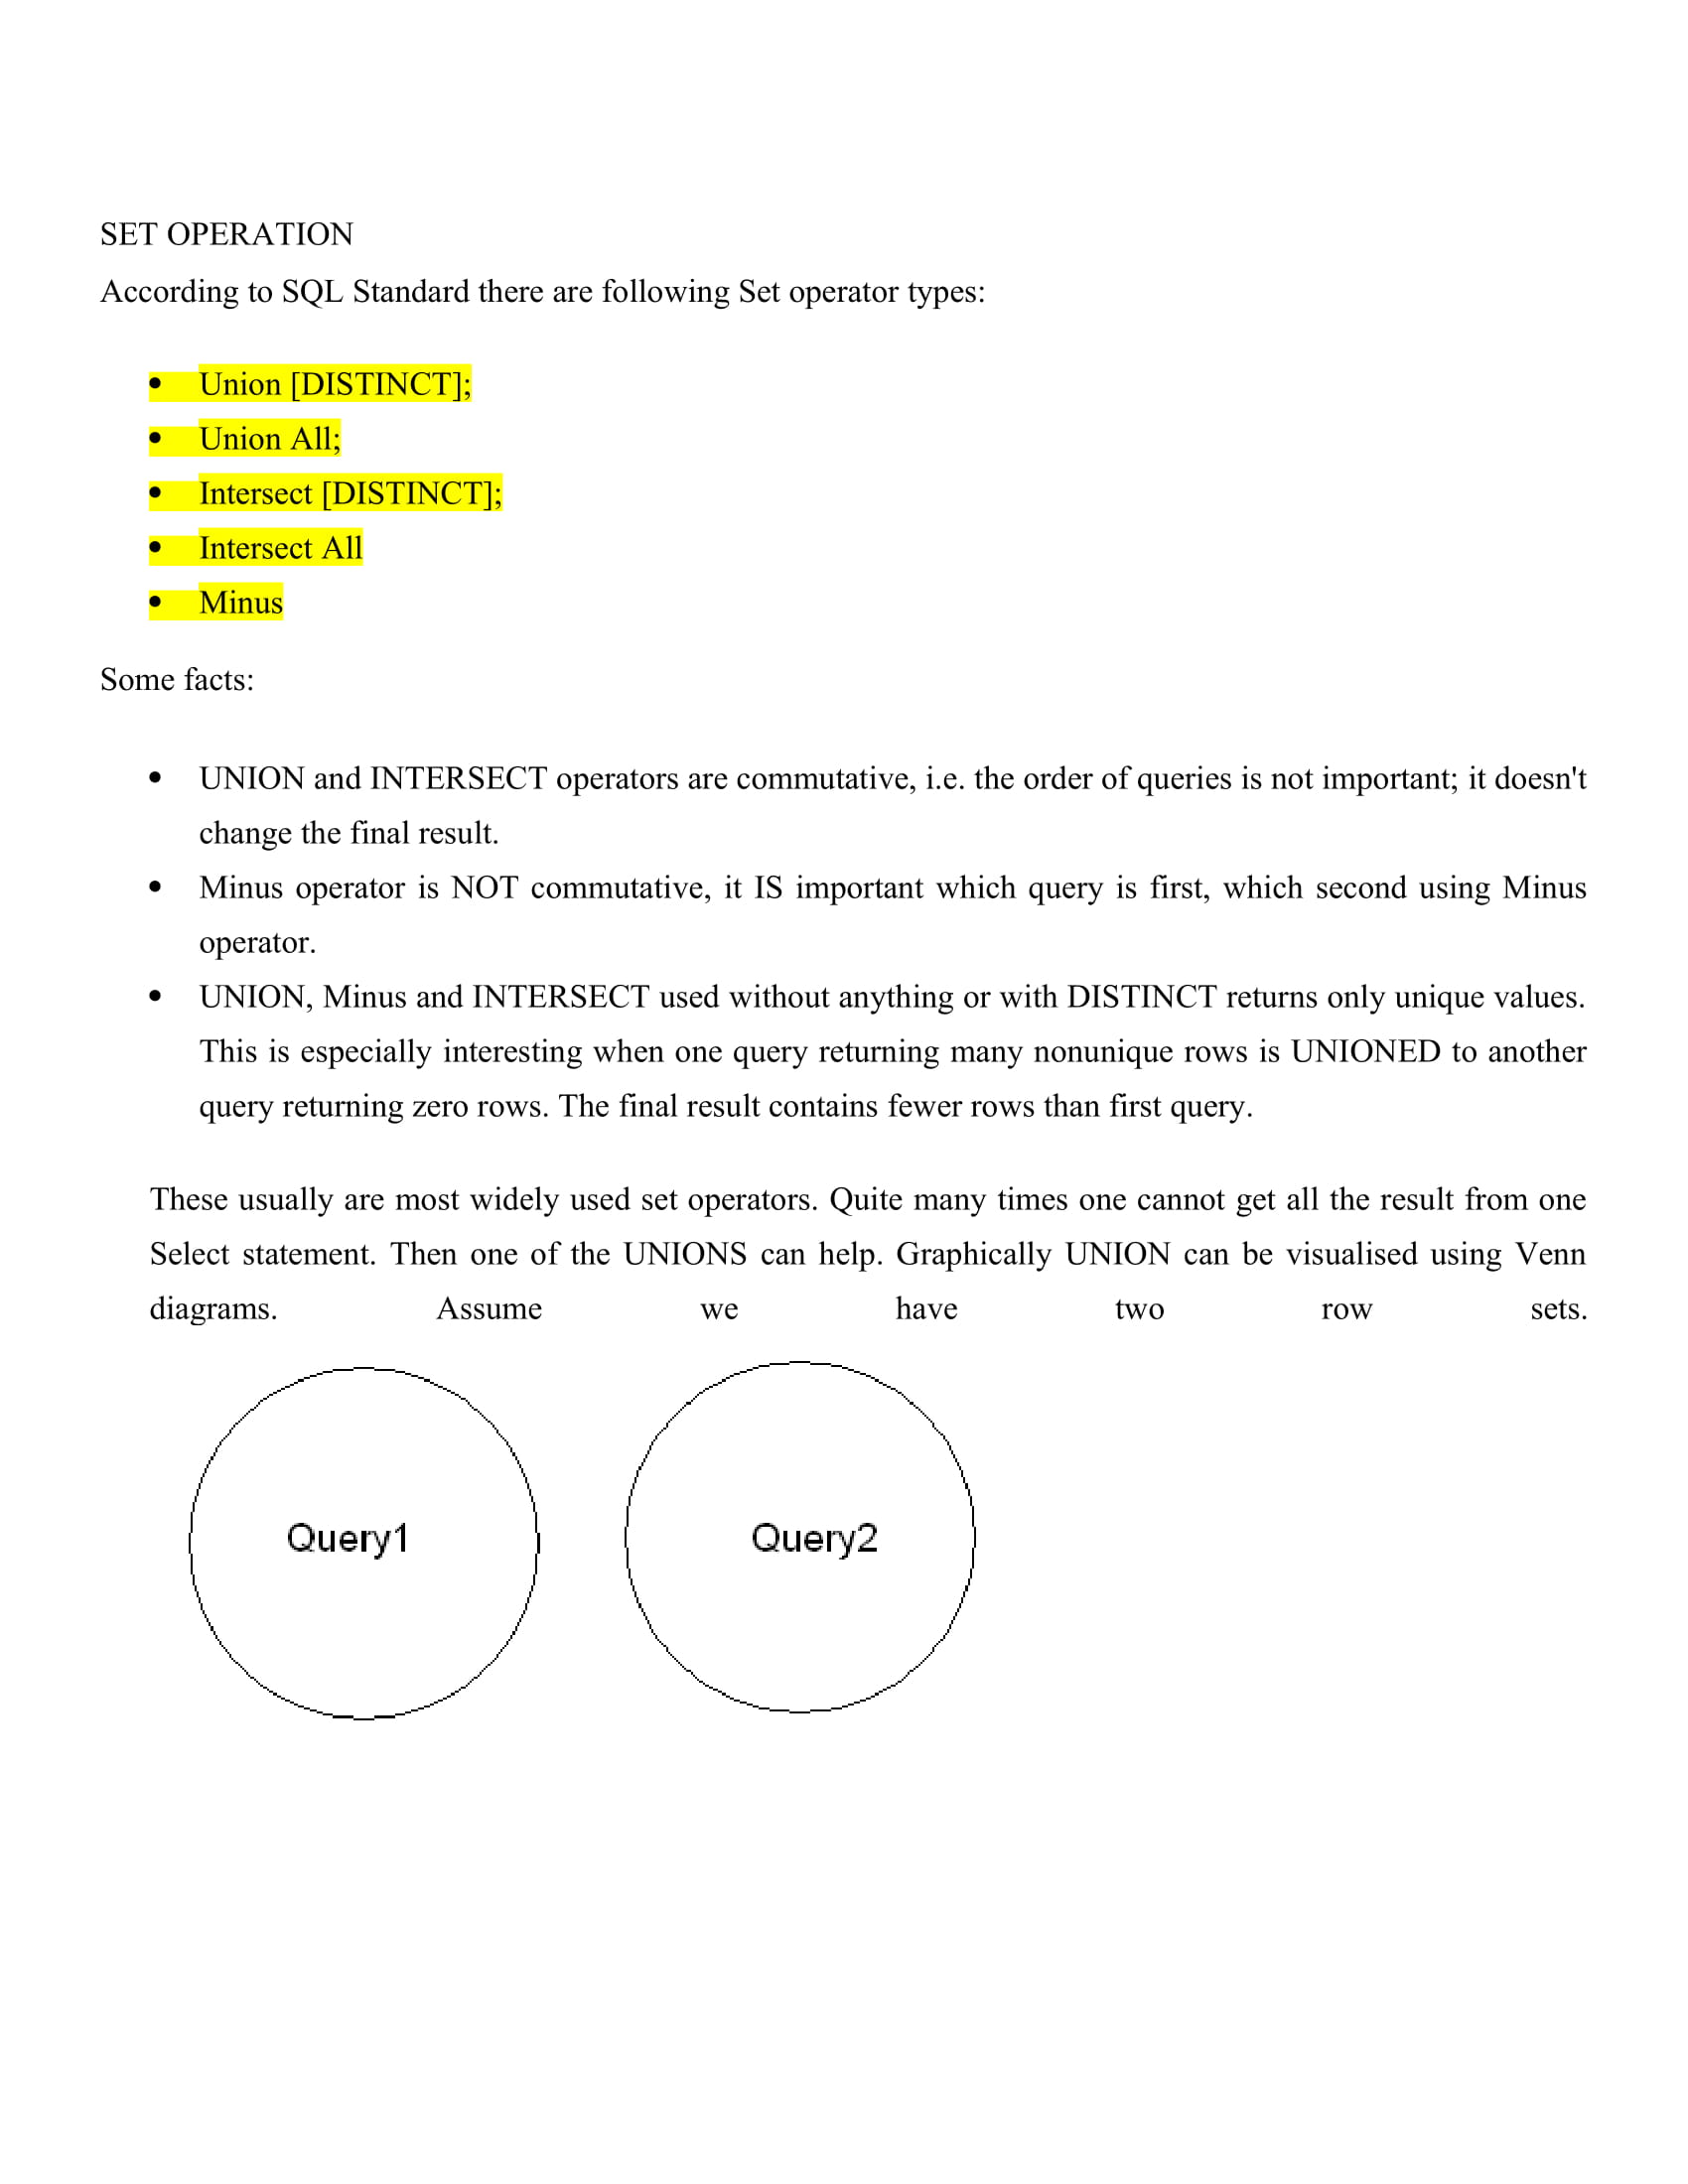 SET OPERATION
According to SQL Standard there are following Set operator types:
• Union [DISTINCT];
• Union All;
• Intersect [DISTINCT];
• Intersect All
• Minus
Some facts:
• UNION and INTERSECT operators are commutative, i.e. the order of queries is not important; it doesn't
change the final result.
• Minus operator is NOT commutative, it IS important which query is first, which second using Minus
operator.
• UNION, Minus and INTERSECT used without anything or with DISTINCT returns only unique values.
This is especially interesting when one query returning many nonunique rows is UNIONED to another
query returning zero rows. The final result contains fewer rows than first query.
These usually are most widely used set operators. Quite many times one cannot get all the result from one
Select statement. Then one of the UNIONS can help. Graphically UNION can be visualised using Venn
diagrams. Assume we have two row sets.
Query1 Query2